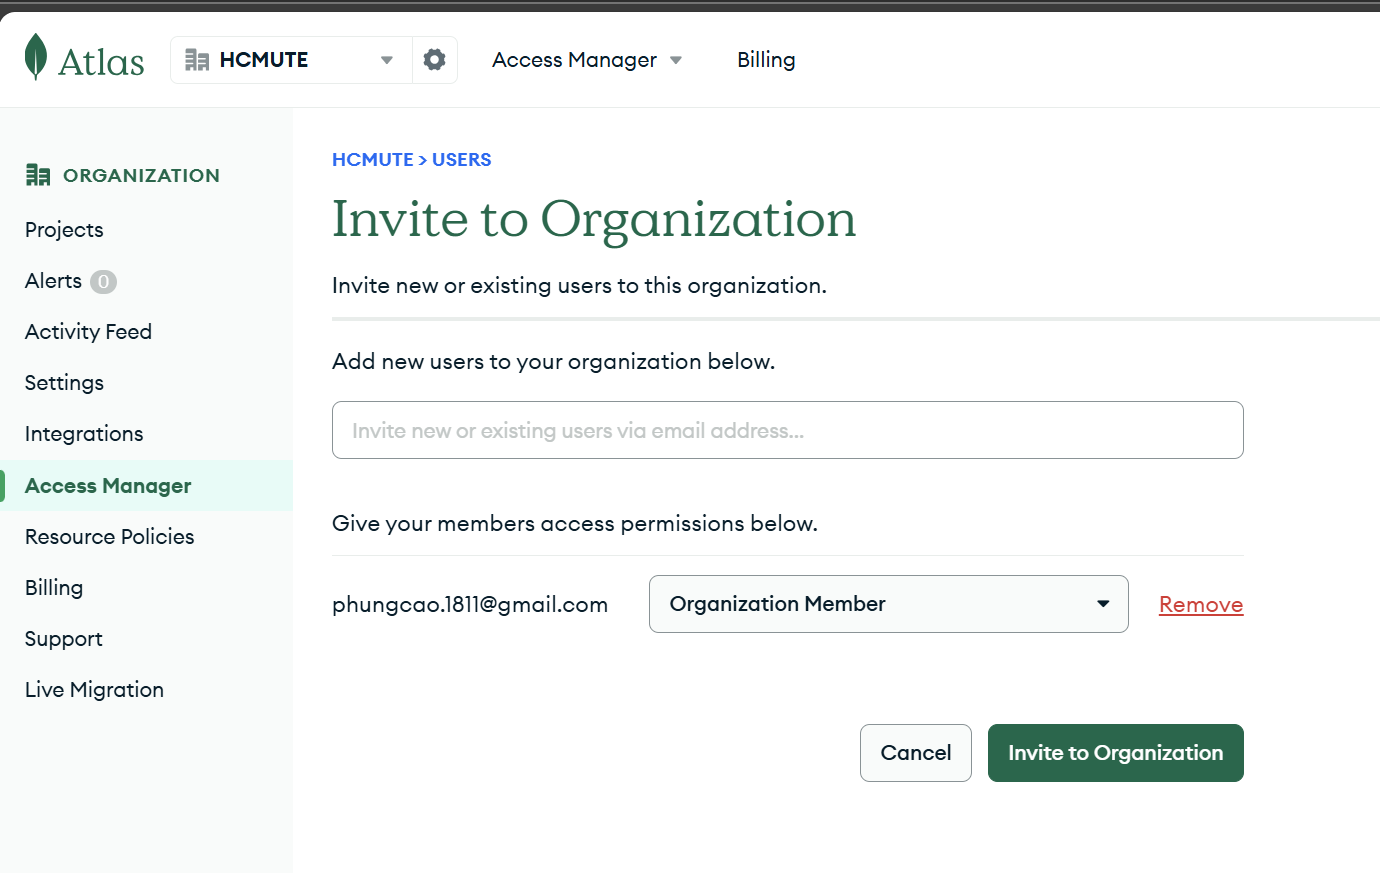 Atlas
HCMUTE
Access Manager
Billing
ORGANIZATION
Projects
Alerts 0
Activity Feed
Settings
Integrations
Access Manager
Resource Policies
Billing
Support
Live Migration
HCMUTE > USERS
Invite to Organization
Invite new or existing users to this organization.
Add new users to your organization below.
Invite new or existing users via email address...
Give your members access permissions below.
phungcao.1811@gmail.com
Organization Member
Remove
Cancel
Invite to Organization